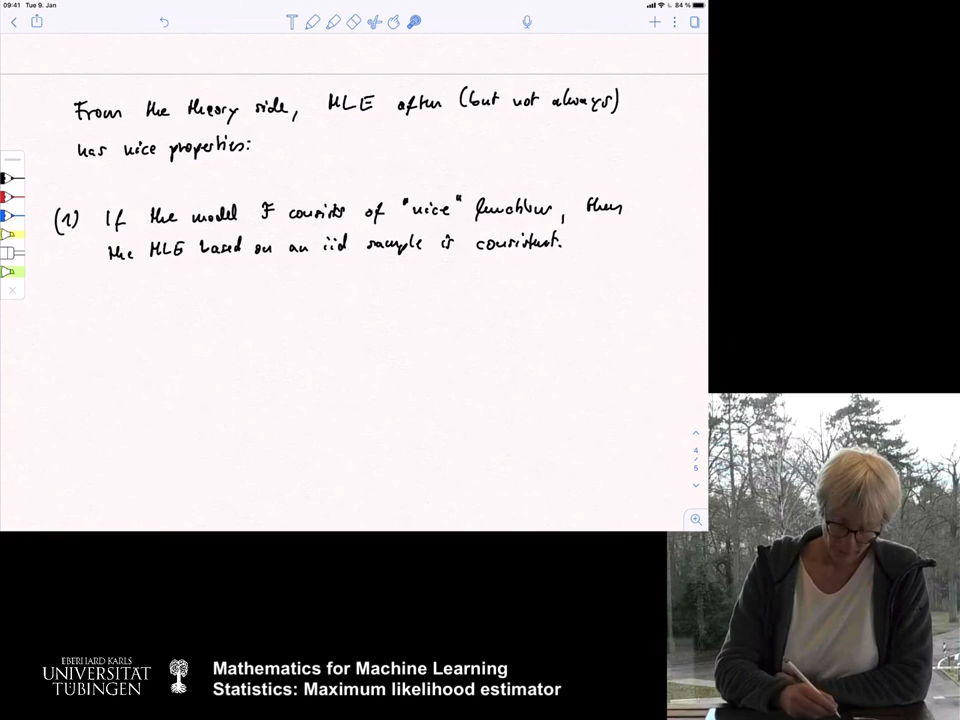 09:41 Tue 9. Jan
84 %
T
From the theory side, MLE often (but not always)
has nice properties:
(1) If the model F consists of "nice" functions, then
the MLE based on an iid sample is consistent.
4
5
EBERHARD KARLS
UNIVERSITÄT
TÜBINGEN
Mathematics for Machine Learning
Statistics: Maximum likelihood estimator